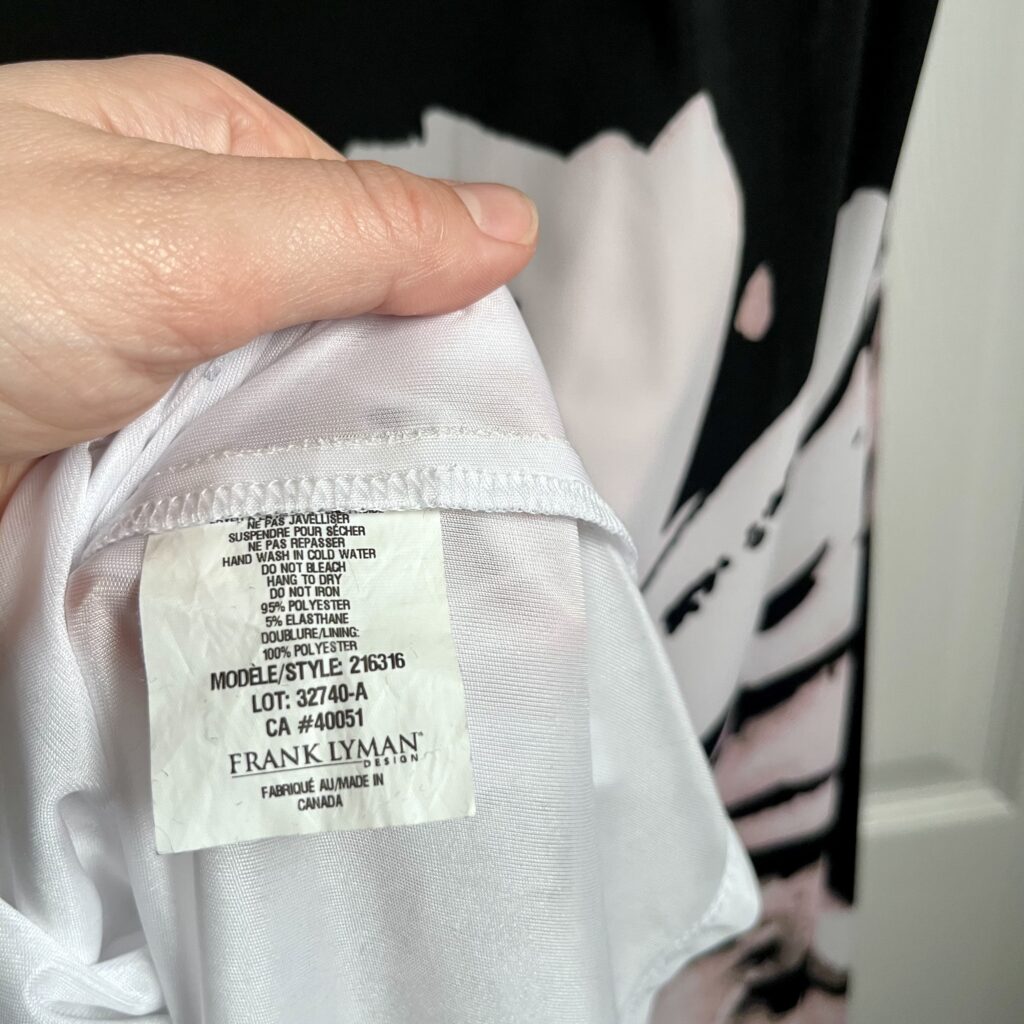 NE PAS JAVELLISER
SUSPENDRE POUR SÉCHER
NE PAS REPASSER
HAND WASH IN COLD WATER
DO NOT BLEACH
HANG TO DRY
DO NOT IRON
95% POLYESTER
5% ELASTHANE
DOUBLURE/LINING:
100% POLYESTER
MODÈLE/STYLE: 216316
LOT: 32740-A
CA #40051
FRANK LYMAN
DESIGN
FABRIQUÉ AU/MADE IN
CANADA